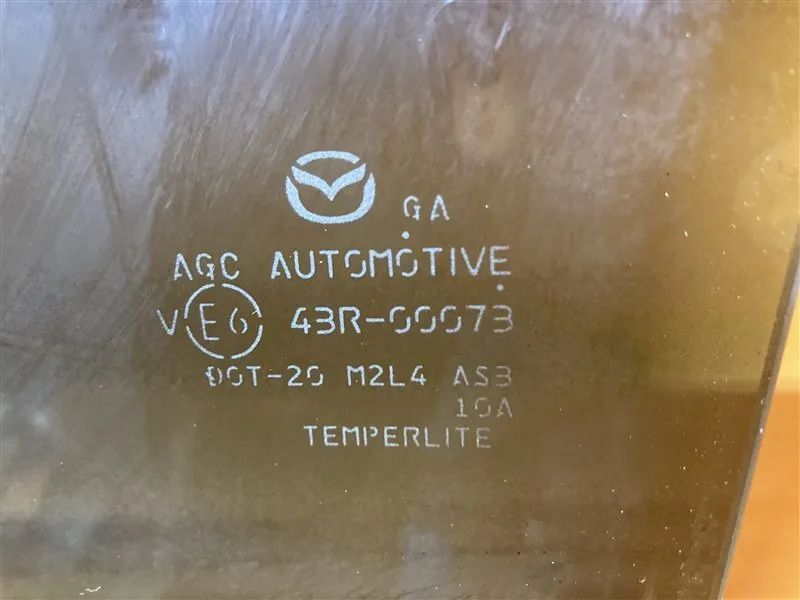 GA
AGC AUTOMOTIVE
V E6 43R-00073
DOT-20 M2L4 AS3
10A
TEMPERLITE